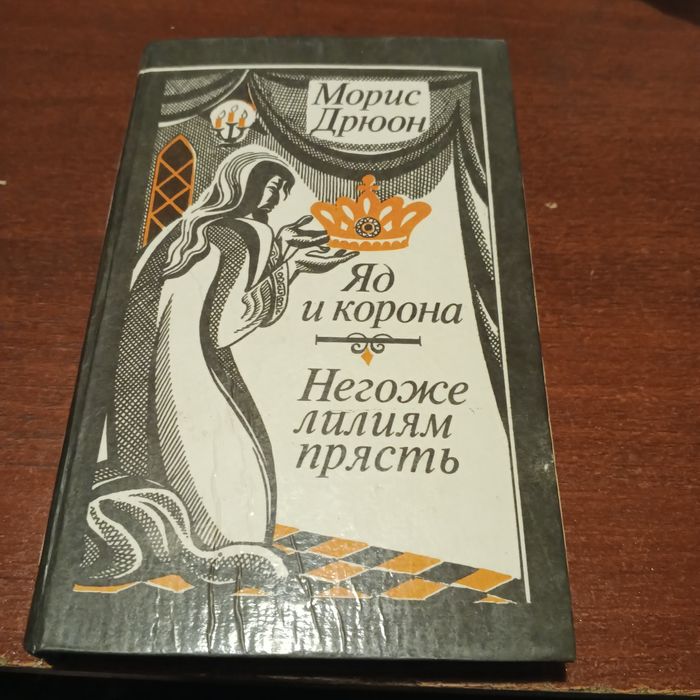 Морис
Дрюон
Яд
и корона
Негоже
лилиям
прясть